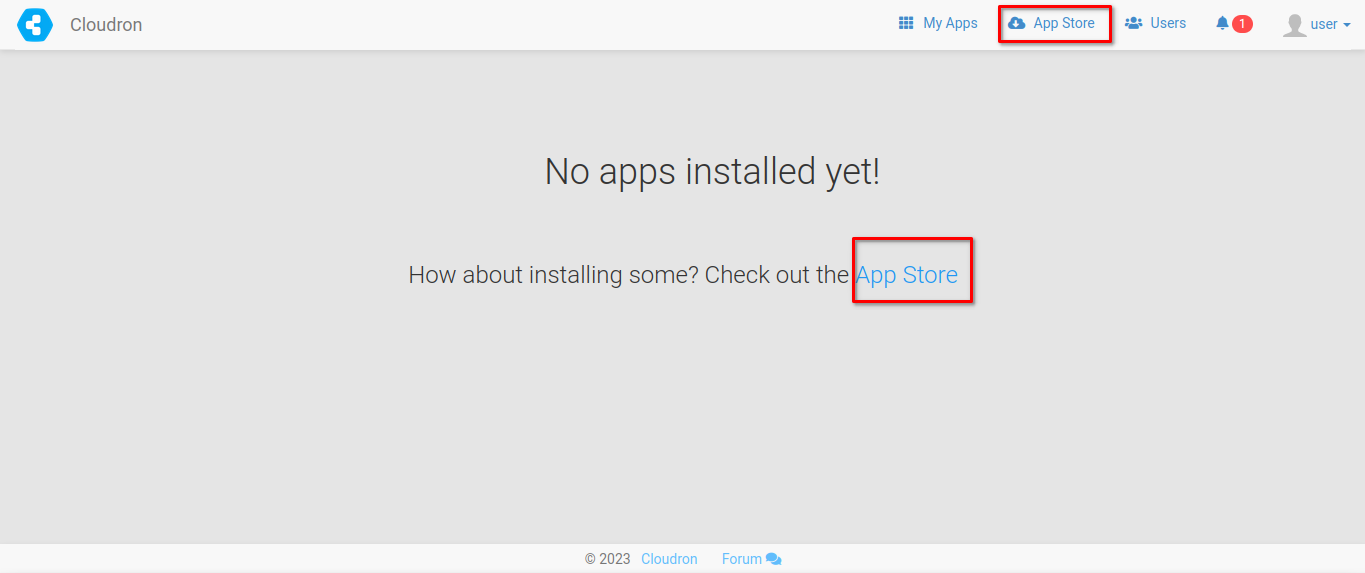 Cloudron My Apps App Store Users 1 user
No apps installed yet!
How about installing some? Check out the App Store
© 2023 Cloudron Forum